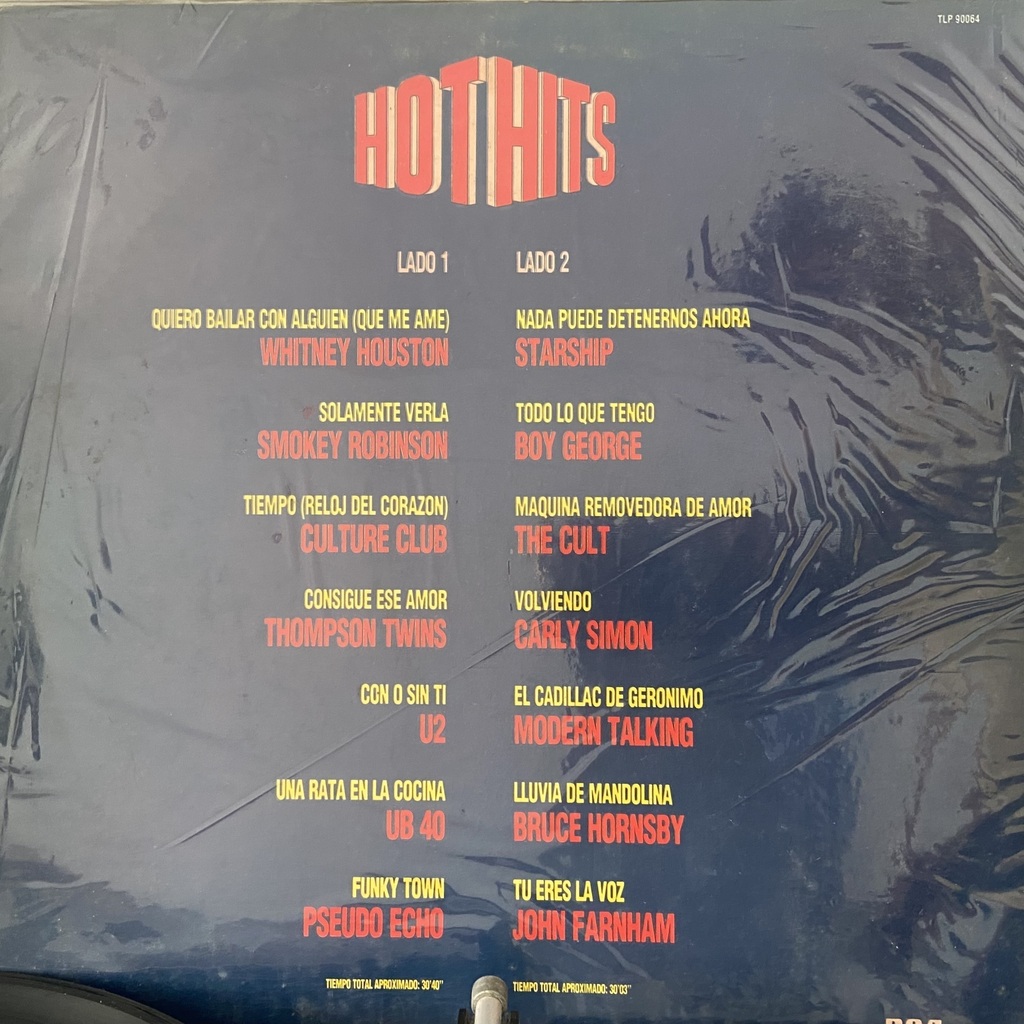 TLP 90064
HOT HITS
LADO 1
QUIERO BAILAR CON ALGUIEN (QUE ME AME)
WHITNEY HOUSTON
SOLAMENTE VERLA
SMOKEY ROBINSON
TIEMPO (RELOJ DEL CORAZON)
CULTURE CLUB
CONSIGUE ESE AMOR
THOMPSON TWINS
CON O SIN TI
U2
UNA RATA EN LA COCINA
UB 40
FUNKY TOWN
PSEUDO ECHO
TIEMPO TOTAL APROXIMADO: 30'40"
LADO 2
NADA PUEDE DETENERNOS AHORA
STARSHIP
TODO LO QUE TENGO
BOY GEORGE
MAQUINA REMOVEDORA DE AMOR
THE CULT
VOLVIENDO
CARLY SIMON
EL CADILLAC DE GERONIMO
MODERN TALKING
LLUVIA DE MANDOLINA
BRUCE HORNSBY
TU ERES LA VOZ
JOHN FARNHAM
TIEMPO TOTAL APROXIMADO: 30'03"